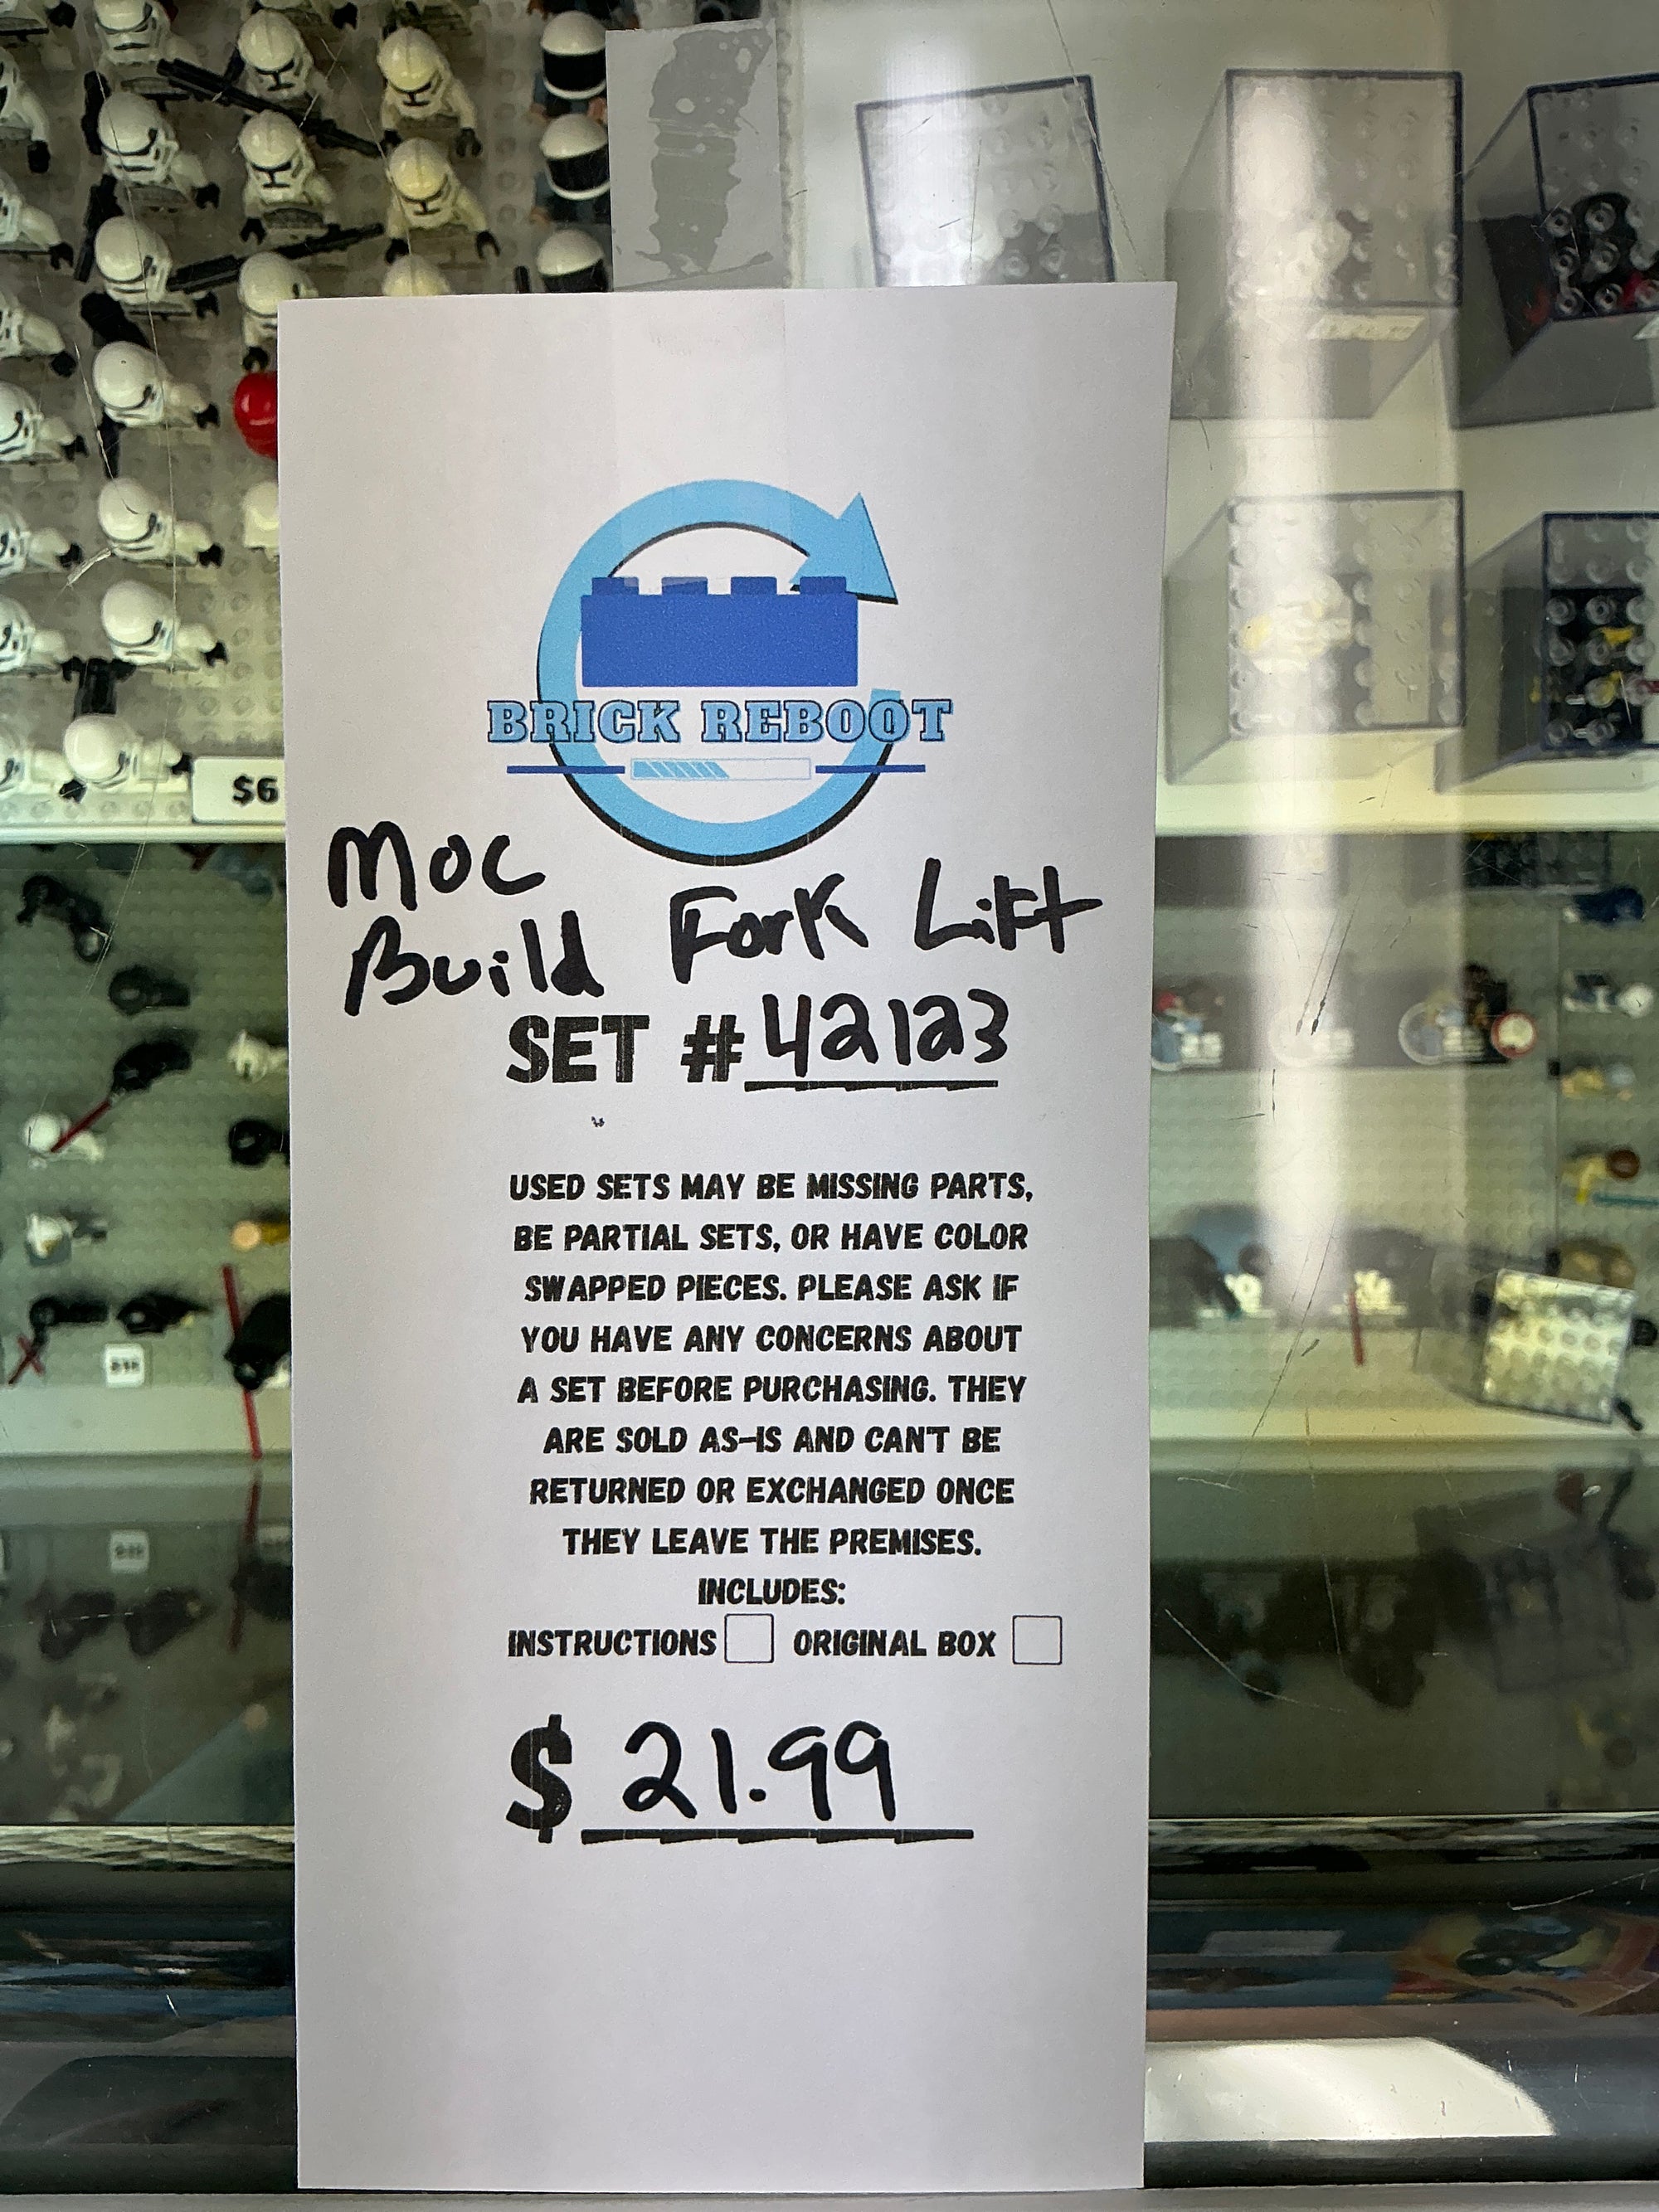 $6
BRICK REBOOT
MOC
Build Fork Lift
SET # 42123
USED SETS MAY BE MISSING PARTS,
BE PARTIAL SETS, OR HAVE COLOR
SWAPPED PIECES. PLEASE ASK IF
YOU HAVE ANY CONCERNS ABOUT
A SET BEFORE PURCHASING. THEY
ARE SOLD AS-IS AND CAN'T BE
RETURNED OR EXCHANGED ONCE
THEY LEAVE THE PREMISES.
INCLUDES:
INSTRUCTIONS ORIGINAL BOX
$ 21.99